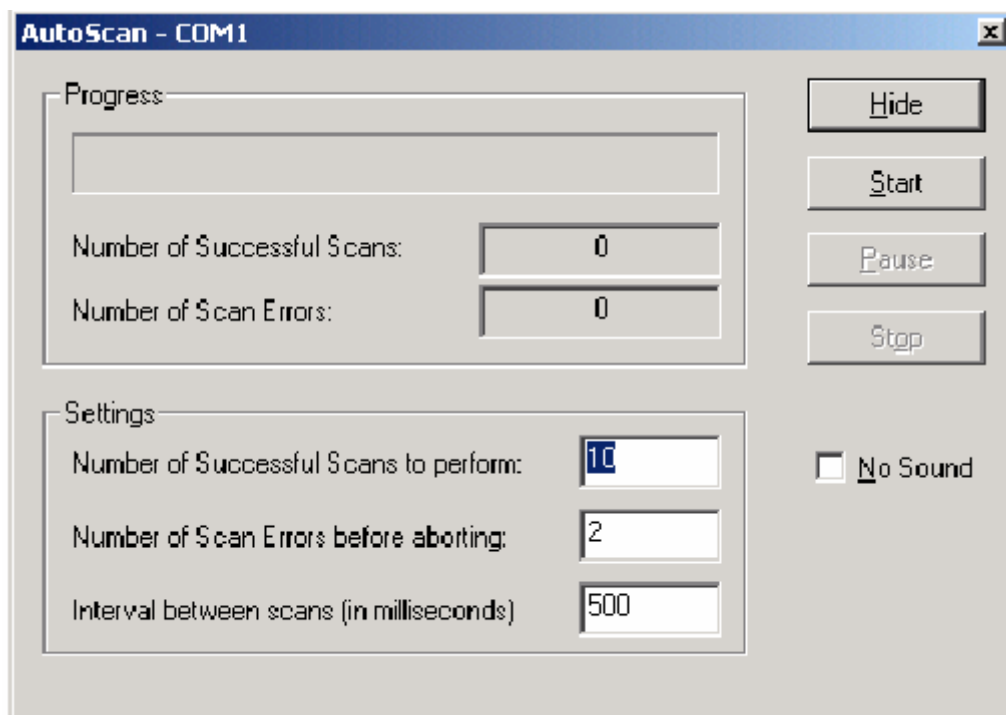 AutoScan - COM1
Progress
Hide
Start
Number of Successful Scans: 0
Pause
Number of Scan Errors: 0
Stop
Settings
Number of Successful Scans to perform: 10
No Sound
Number of Scan Errors before aborting: 2
Interval between scans (in milliseconds) 500